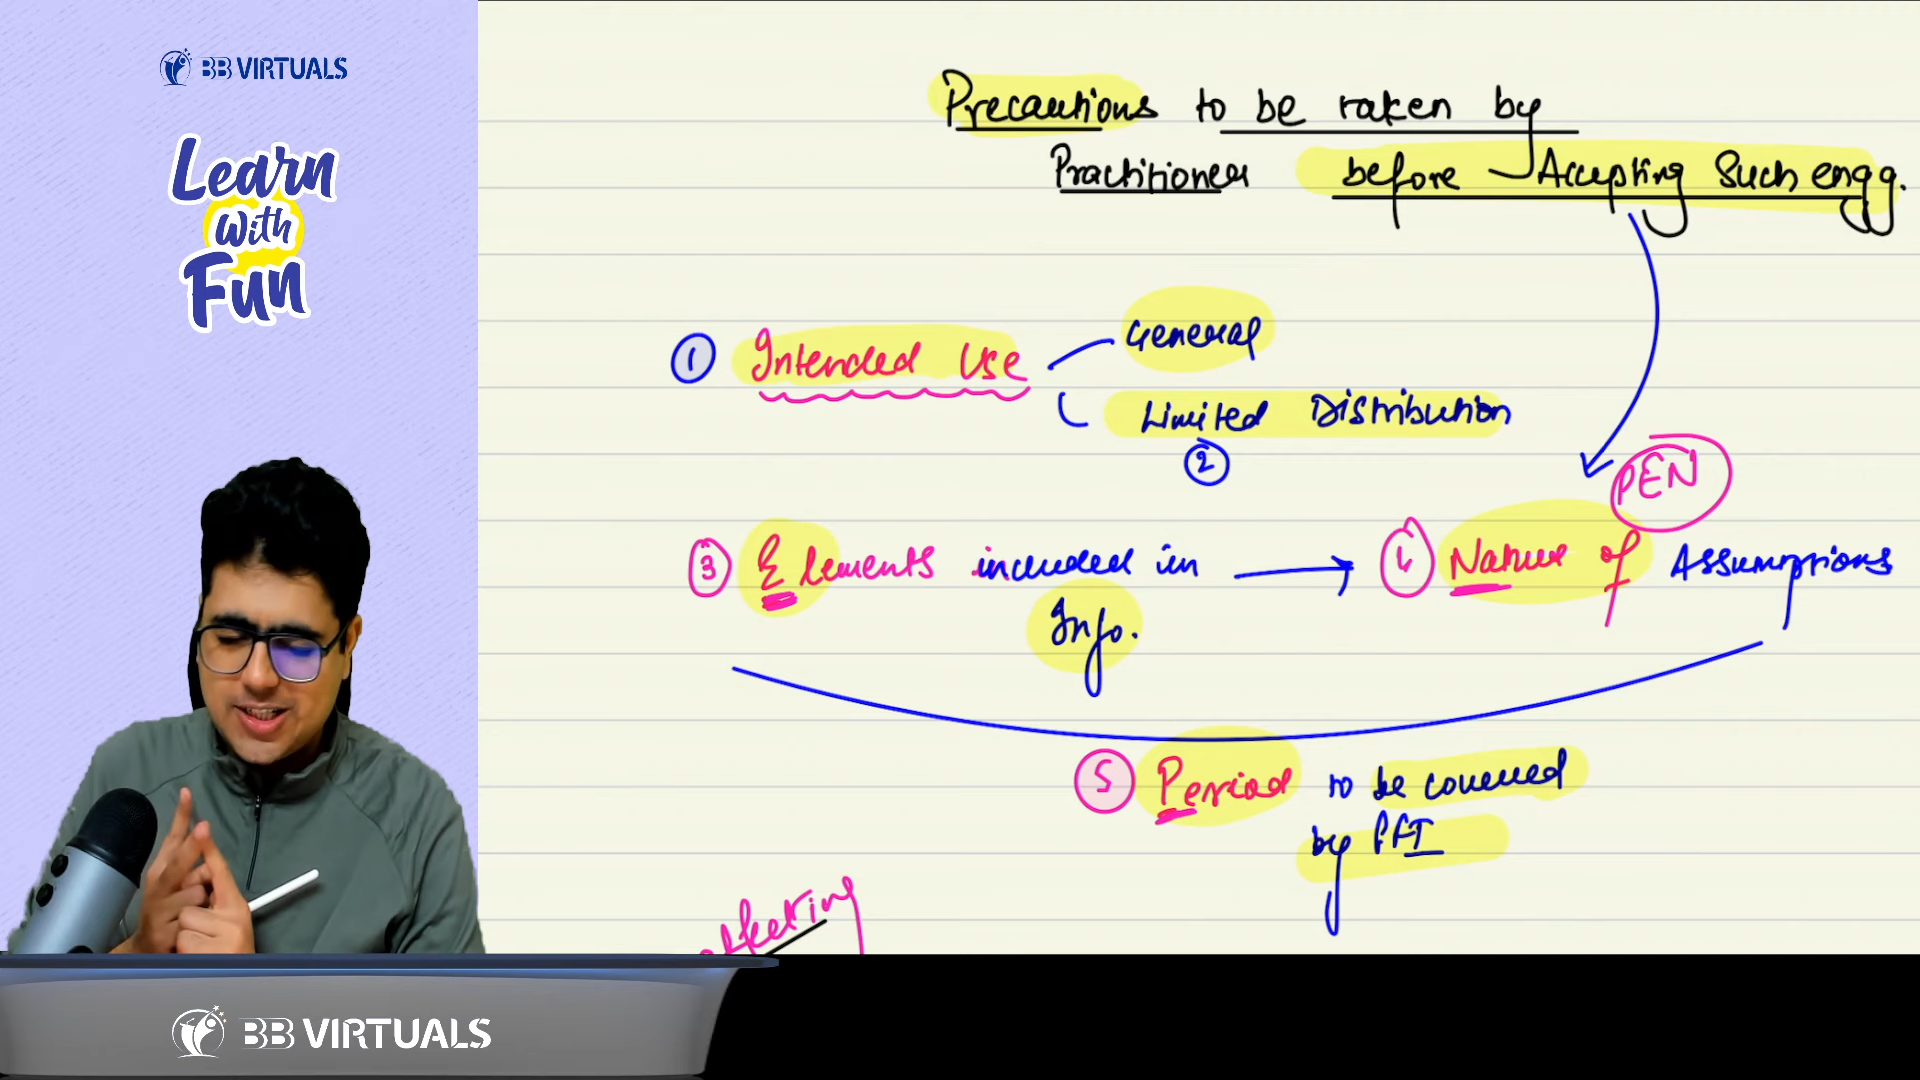 BB VIRTUALS
Learn
With
Fun
Precautions to be taken by
Practitioner before Accepting Such engg.
① Intended Use
General
Limited Distribution
②
PEN
③ Elements included in
Info.
④ Nature of Assumptions
⑤ Period to be covered
by PFI
affecting
BB VIRTUALS